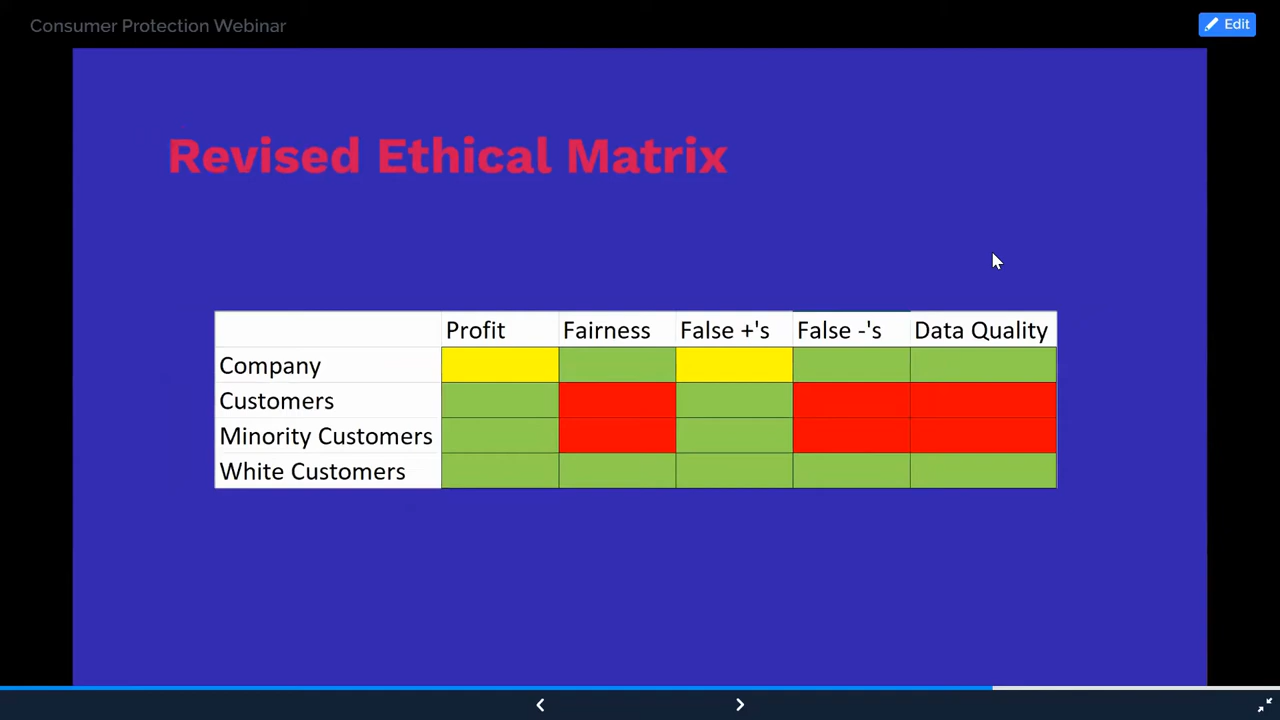 Consumer Protection Webinar
Edit
Revised Ethical Matrix
Profit Fairness False +'s False -'s Data Quality
Company
Customers
Minority Customers
White Customers